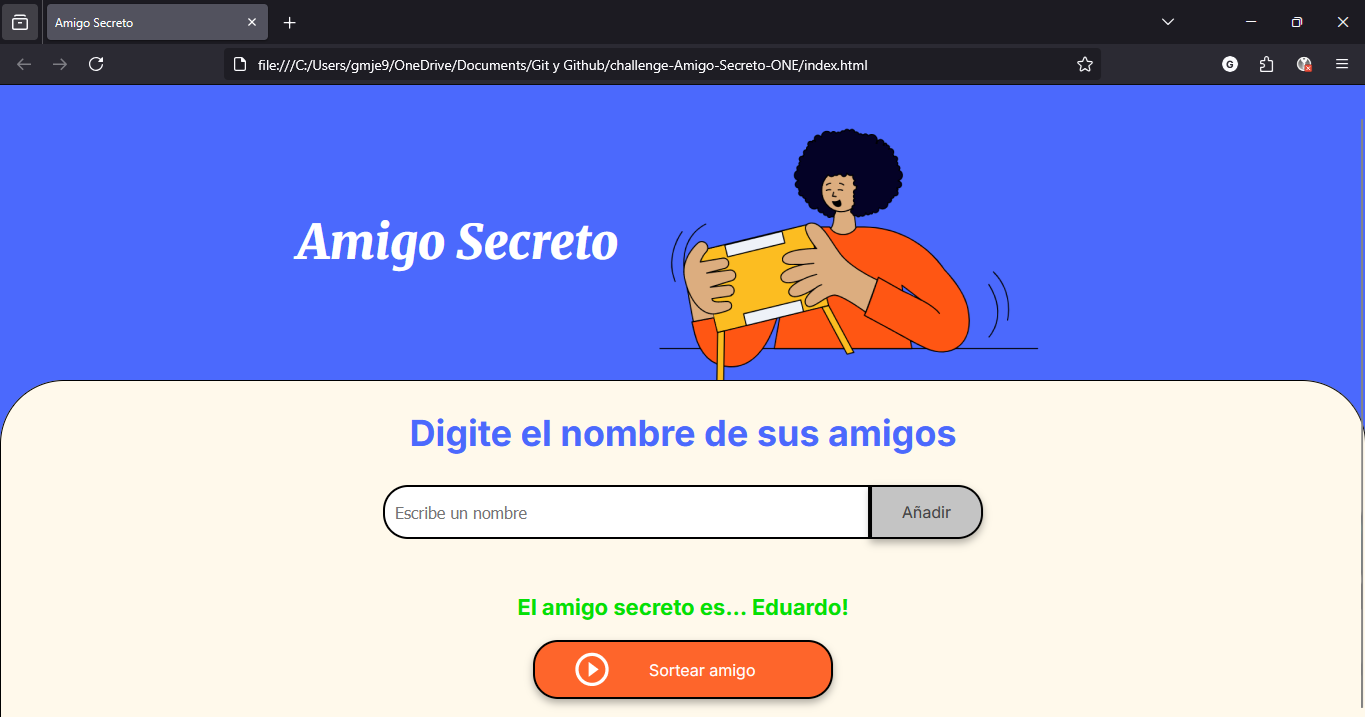 Amigo Secreto
file:///C:/Users/gmje9/OneDrive/Documents/Git y Github/challenge-Amigo-Secreto-ONE/index.html
G
Amigo Secreto
Digite el nombre de sus amigos
Escribe un nombre
Añadir
El amigo secreto es... Eduardo!
Sortear amigo